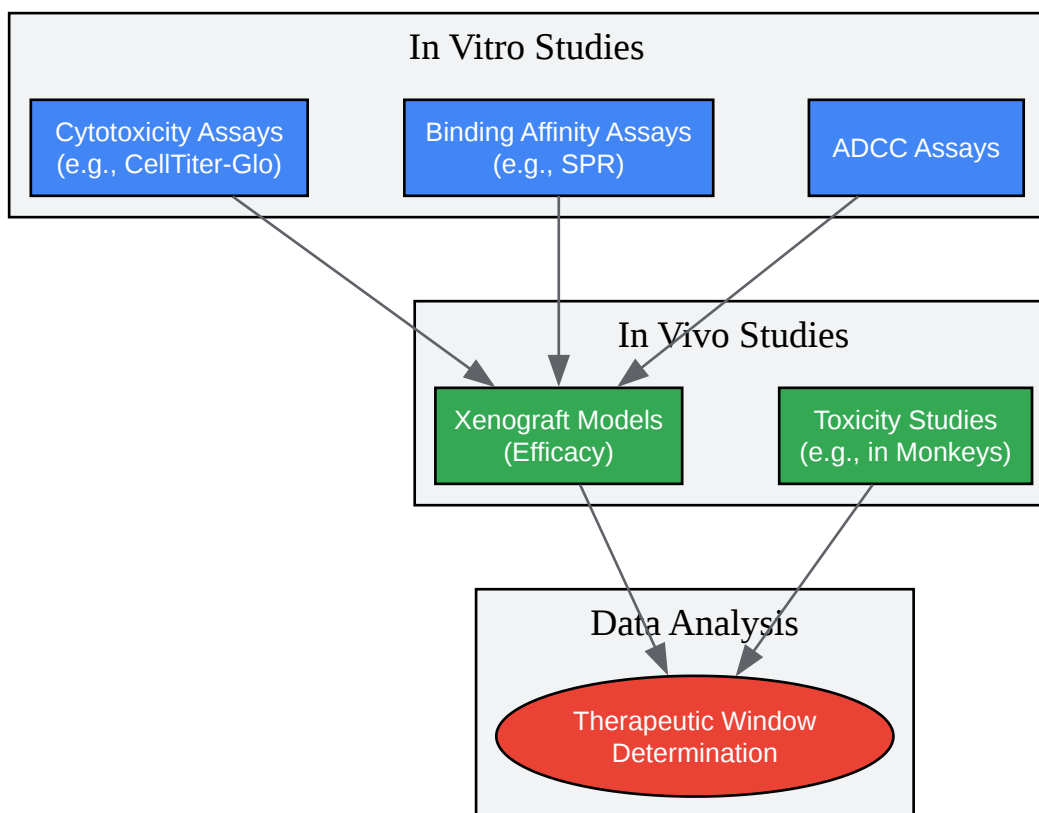 In Vitro Studies
Cytotoxicity Assays
(e.g., CellTiter-Glo)
Binding Affinity Assays
(e.g., SPR)
ADCC Assays
In Vivo Studies
Xenograft Models
(Efficacy)
Toxicity Studies
(e.g., in Monkeys)
Data Analysis
Therapeutic Window
Determination